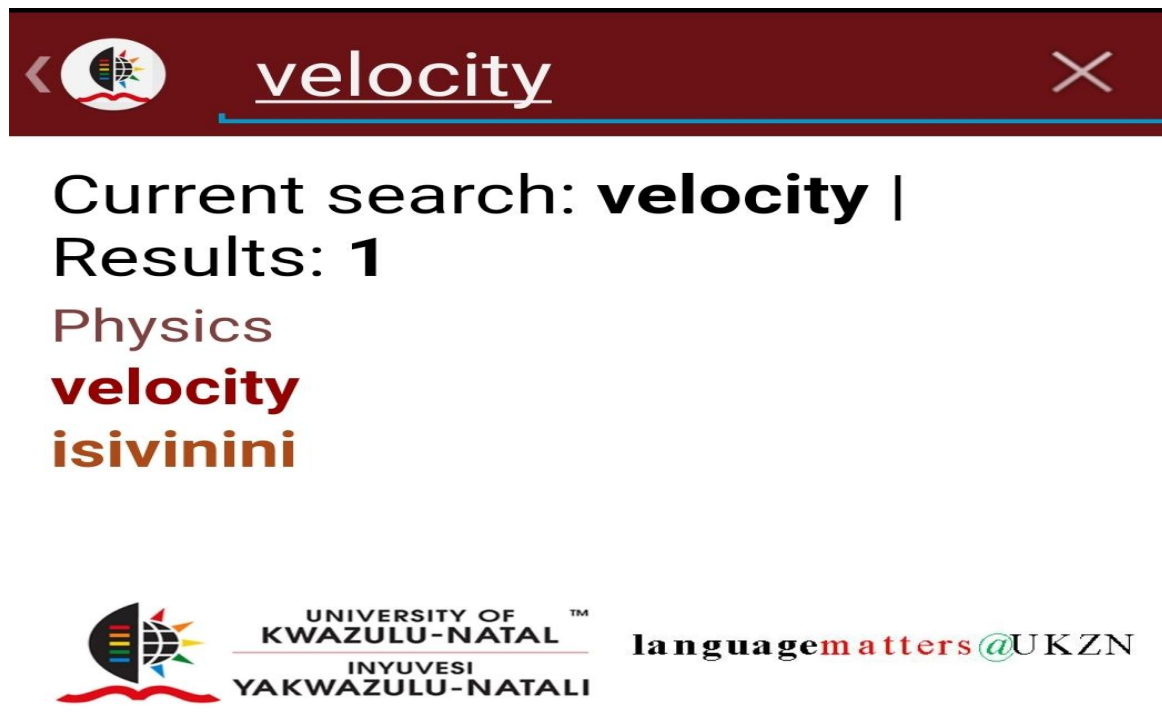 velocity
Current search: velocity |
Results: 1
Physics
velocity
isivinini
UNIVERSITY OF ™
KWAZULU-NATAL
INYUVESI
YAKWAZULU-NATALI
languagematters@UKZN